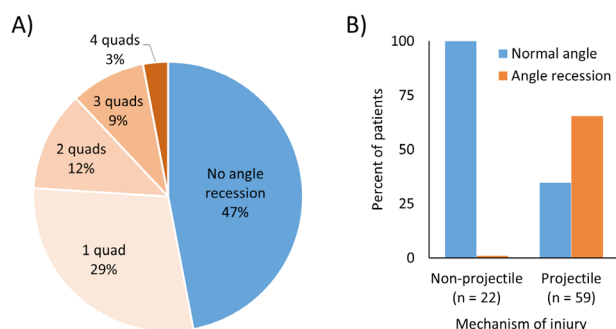 A)
4 quads
3%
3 quads
9%
2 quads
12%
1 quad
29%
No angle
recession
47%
B)
Percent of patients
100
75
50
25
0
Normal angle
Angle recession
Non-projectile
(n = 22)
Projectile
(n = 59)
Mechanism of injury